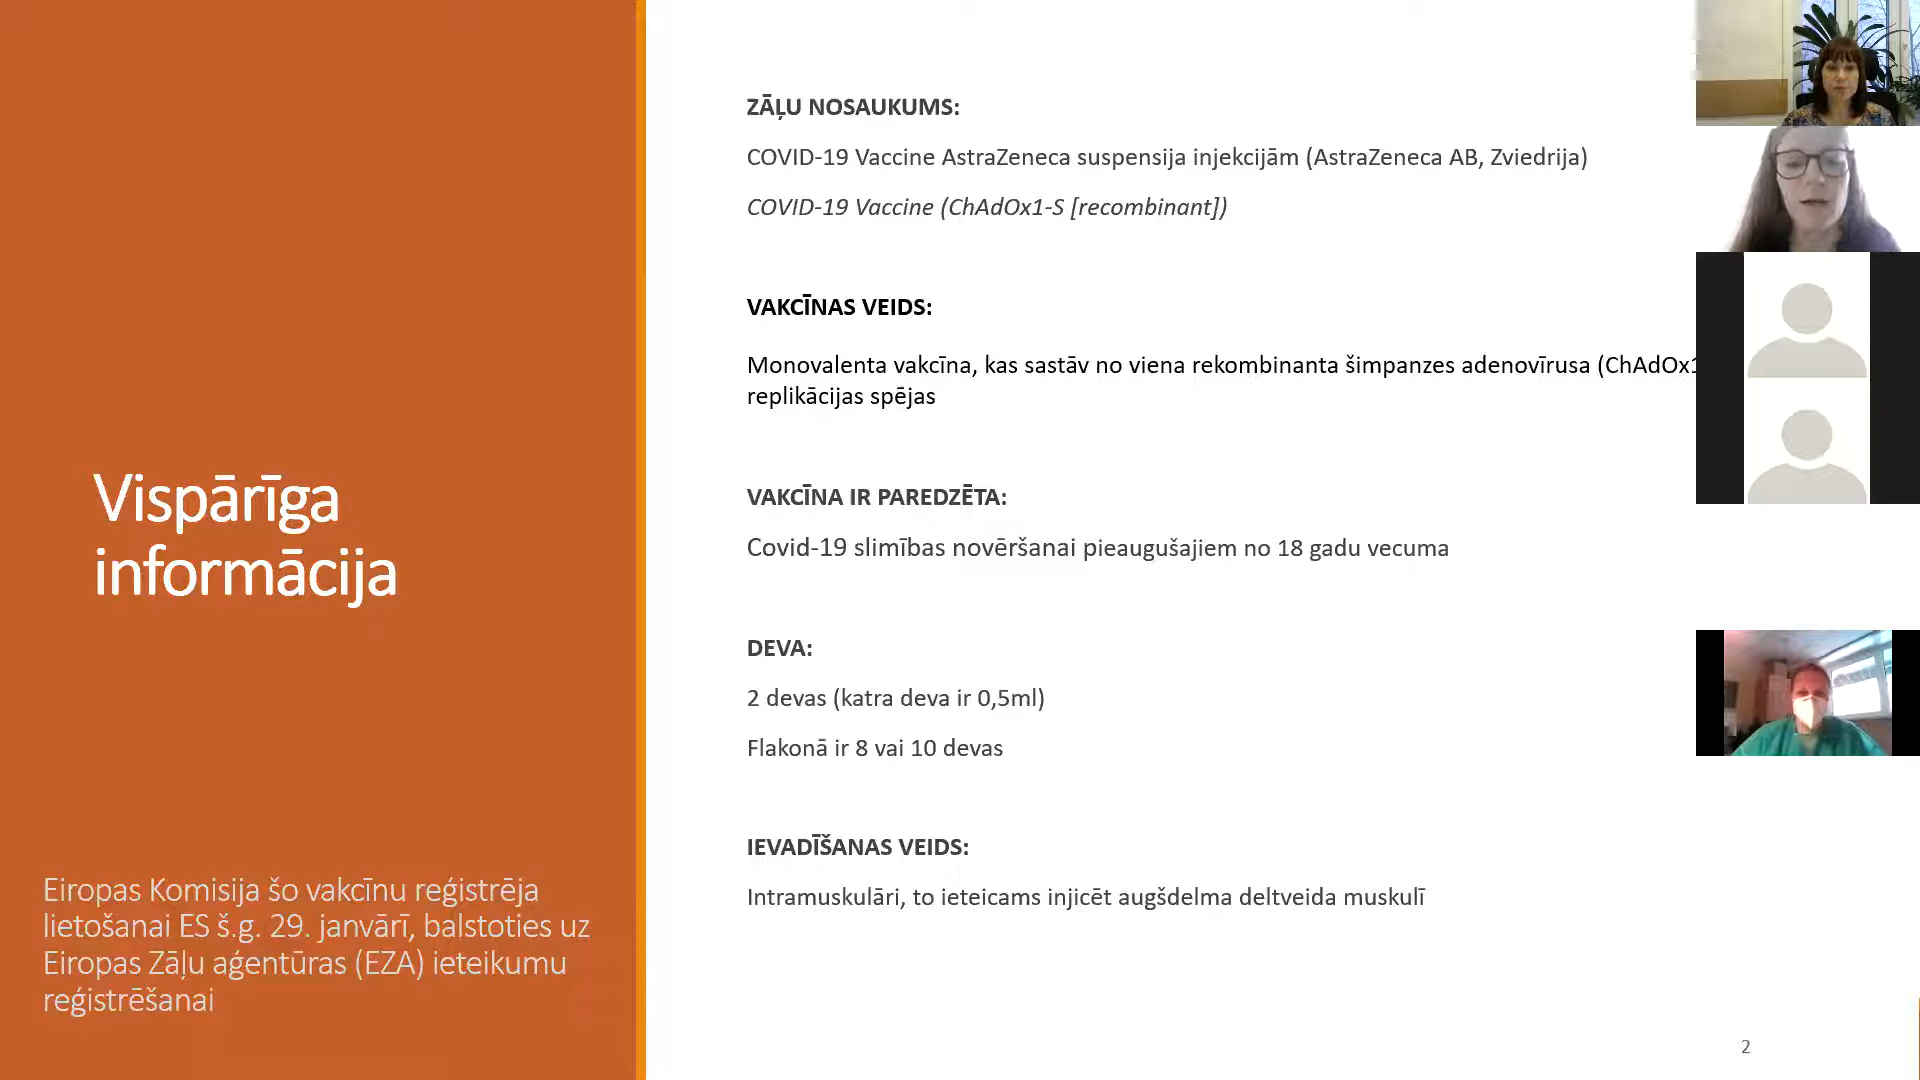 Vispārīga
informācija
Eiropas Komisija šo vakcīnu reģistrēja
lietošanai ES š.g. 29. janvārī, balstoties uz
Eiropas Zāļu aģentūras (EZA) ieteikumu
reģistrēšanai
ZĀĻU NOSAUKUMS:
COVID-19 Vaccine AstraZeneca suspensija injekcijām (AstraZeneca AB, Zviedrija)
COVID-19 Vaccine (ChAdOx1-S [recombinant])
VAKCĪNAS VEIDS:
Monovalenta vakcīna, kas sastāv no viena rekombinanta šimpanzes adenovīrusa (ChAdOx1
replikācijas spējas
VAKCĪNA IR PAREDZĒTA:
Covid-19 slimības novēršanai pieaugušajiem no 18 gadu vecuma
DEVA:
2 devas (katra deva ir 0,5ml)
Flakonā ir 8 vai 10 devas
IEVADĪŠANAS VEIDS:
Intramuskulāri, to ieteicams injicēt augšdelma deltveida muskulī
2